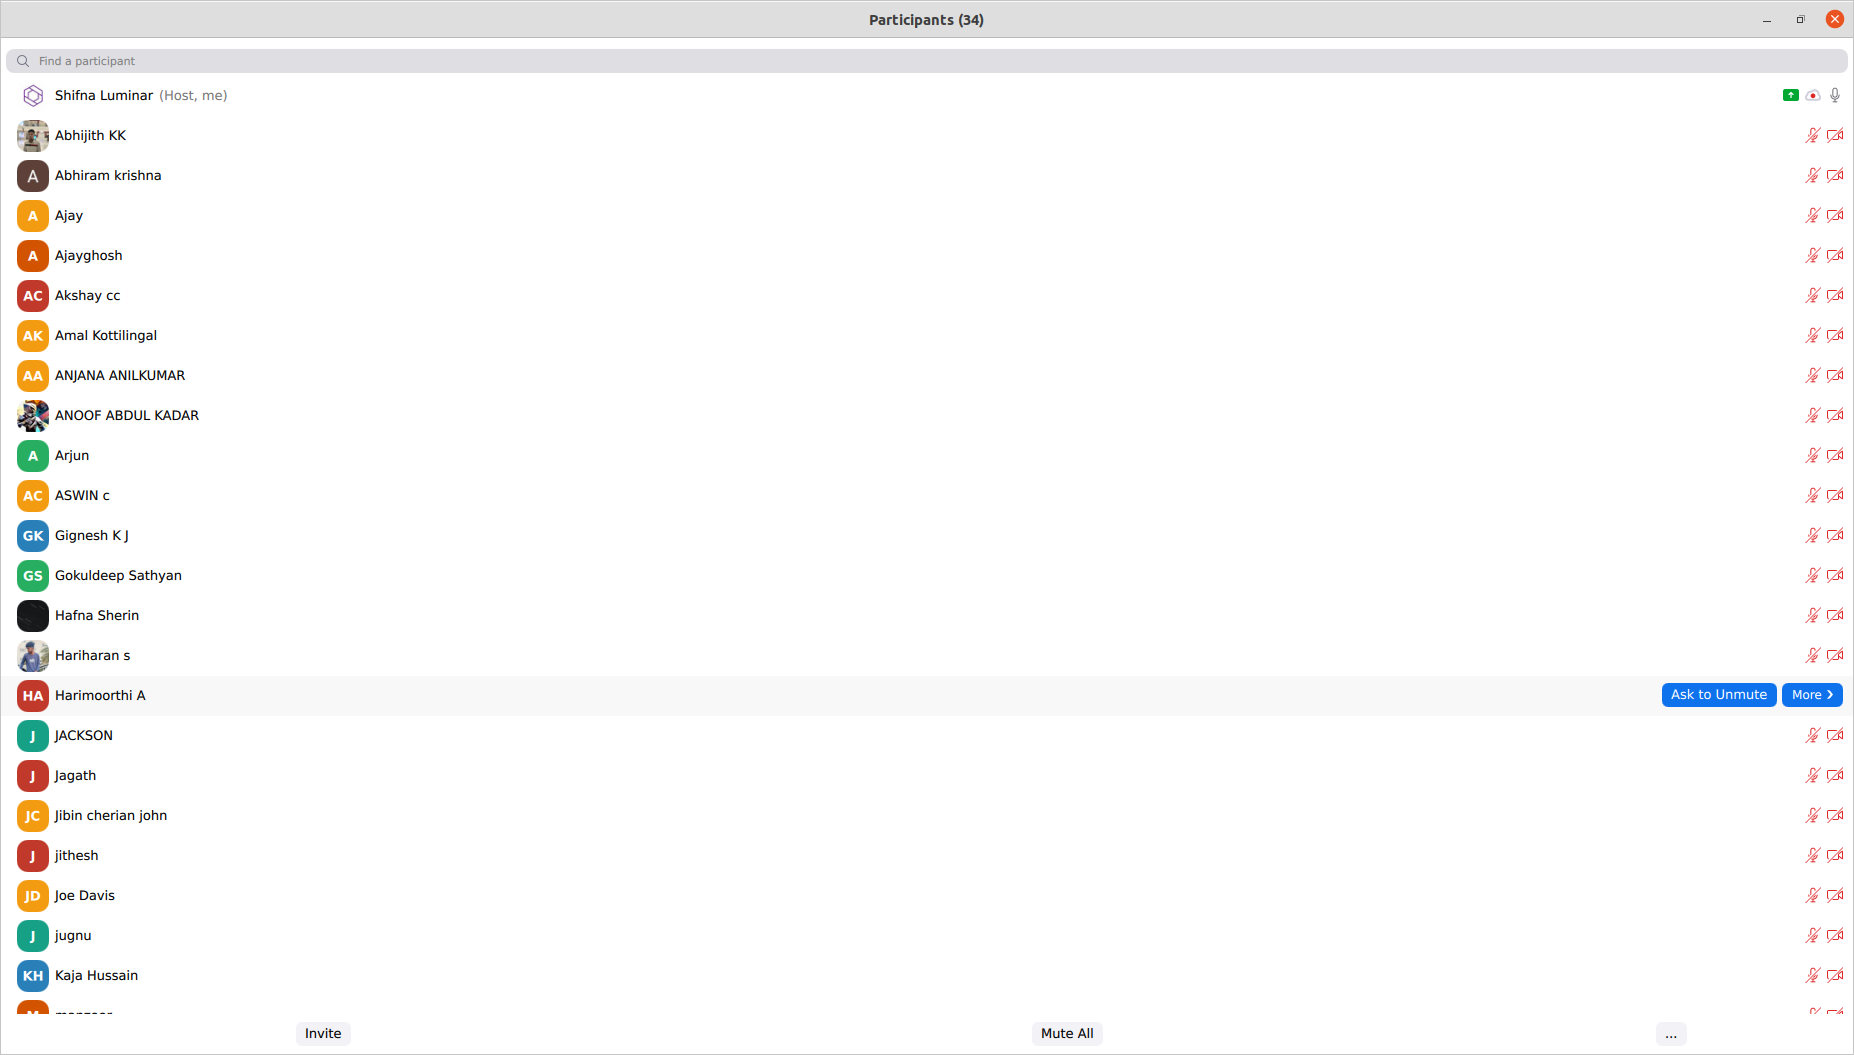 Participants (34)
Find a participant
Shifna Luminar (Host, me)
Abhijith KK
A Abhiram krishna
A Ajay
A Ajayghosh
AC Akshay cc
AK Amal Kottilingal
AA ANJANA ANILKUMAR
ANOOF ABDUL KADAR
A Arjun
AC ASWIN c
GK Gignesh K J
GS Gokuldeep Sathyan
Hafna Sherin
Hariharan s
HA Harimoorthi A Ask to Unmute More
J JACKSON
J Jagath
JC Jibin cherian john
J jithesh
JD Joe Davis
J jugnu
KH Kaja Hussain
M
Invite Mute All ...